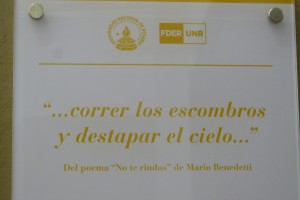 FDER UNR
“...correr los escombros
y destapar el cielo...”
Del poema “No te rindas” de Mario Benedetti